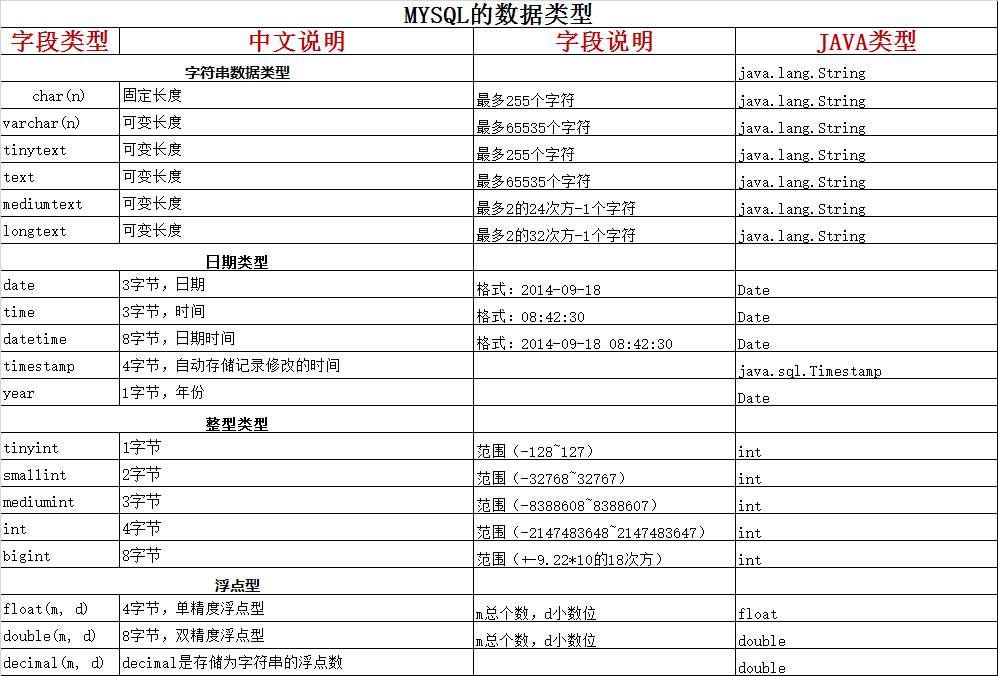 MYSQL的数据类型
字段类型 中文说明 字段说明 JAVA类型
字符串数据类型 java.lang.String
char(n) 固定长度 最多255个字符 java.lang.String
varchar(n) 可变长度 最多65535个字符 java.lang.String
tinytext 可变长度 最多255个字符 java.lang.String
text 可变长度 最多65535个字符 java.lang.String
mediumtext 可变长度 最多2的24次方-1个字符 java.lang.String
longtext 可变长度 最多2的32次方-1个字符 java.lang.String
日期类型
date 3字节，日期 格式：2014-09-18 Date
time 3字节，时间 格式：08:42:30 Date
datetime 8字节，日期时间 格式：2014-09-18 08:42:30 Date
timestamp 4字节，自动存储记录修改的时间 java.sql.Timestamp
year 1字节，年份 Date
整型类型
tinyint 1字节 范围（-128~127） int
smallint 2字节 范围（-32768~32767） int
mediumint 3字节 范围（-8388608~8388607） int
int 4字节 范围（-2147483648~2147483647） int
bigint 8字节 范围（+-9.22*10的18次方） int
浮点型
float(m, d) 4字节，单精度浮点型 m总个数，d小数位 float
double(m, d) 8字节，双精度浮点型 m总个数，d小数位 double
decimal(m, d) decimal是存储为字符串的浮点数 double